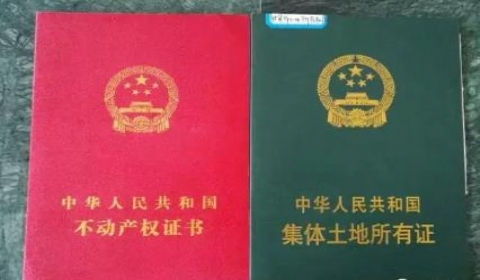 中华人民共和国
不动产权证书
中华人民共和国
集体土地所有证